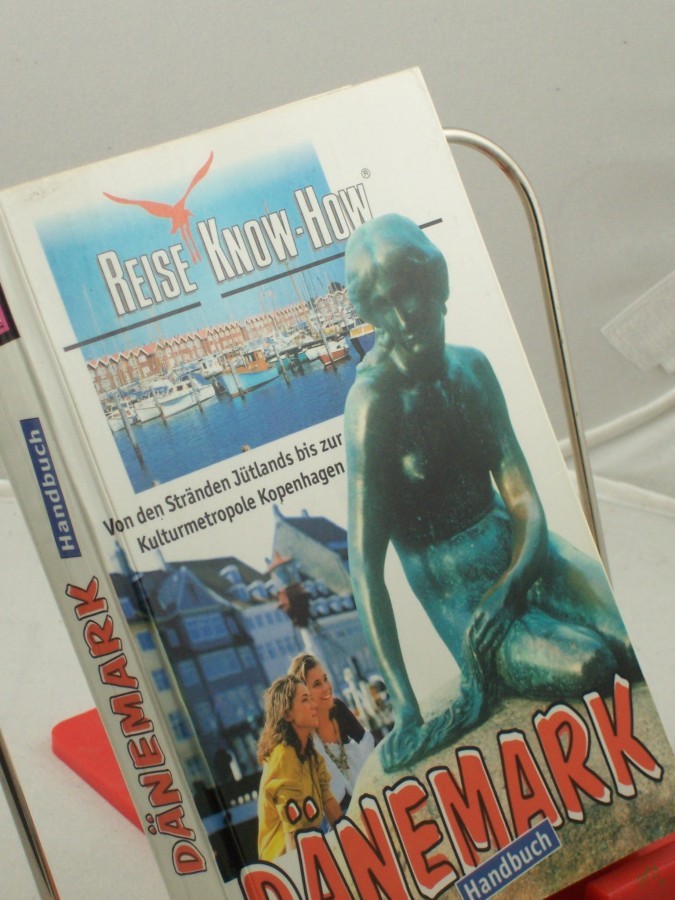 REISE KNOW-HOW®
Von den Stränden Jütlands bis zur
Kulturmetropole Kopenhagen
DÄNEMARK
Handbuch
DÄNEMARK Handbuch